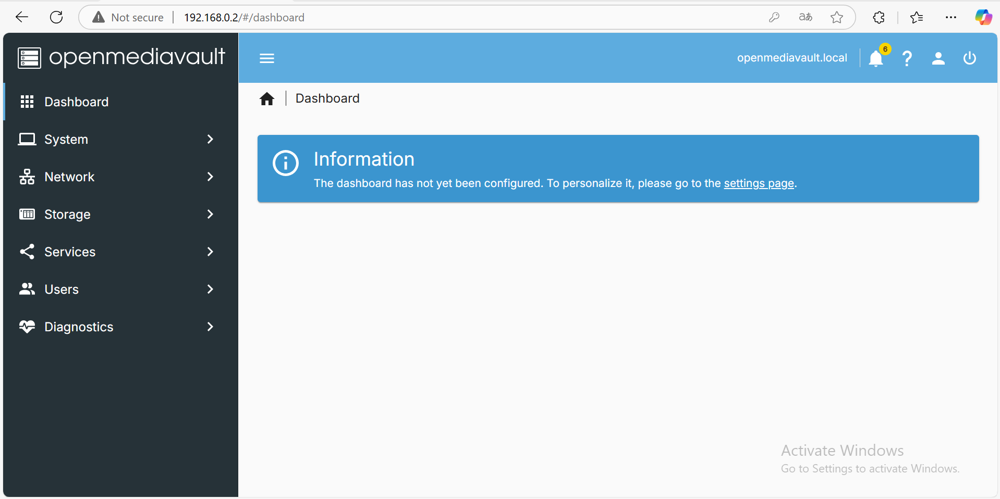 Not secure
192.168.0.2/#/dashboard
aあ
openmediavault
openmediavault.local
6
Dashboard
System
Network
Storage
Services
Users
Diagnostics
Dashboard
Information
The dashboard has not yet been configured. To personalize it, please go to the settings page.
Activate Windows
Go to Settings to activate Windows.